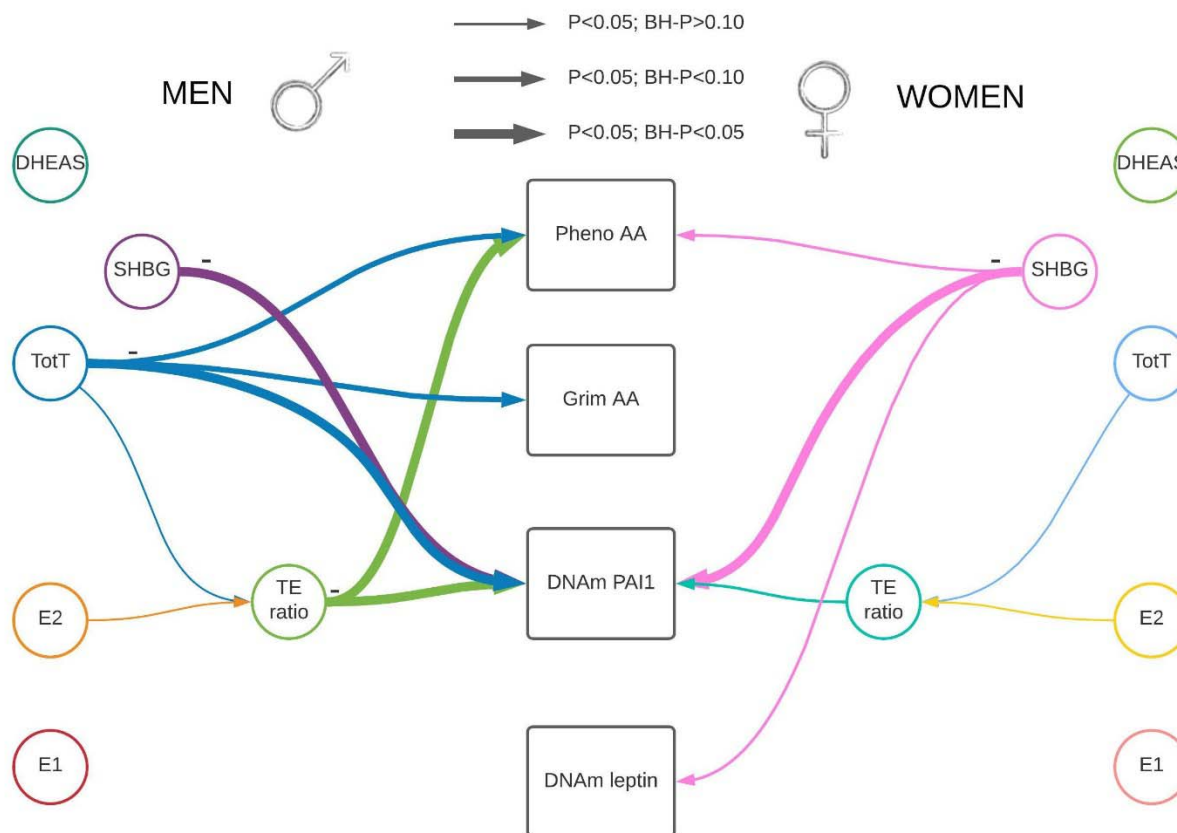 P<0.05; BH-P>0.10
MEN
P<0.05; BH-P<0.10
WOMEN
P<0.05; BH-P<0.05
DHEAS
DHEAS
Pheno AA
SHBG
-
-
SHBG
TotT
-
TotT
Grim AA
E2
TE
ratio
-
DNAm PAI1
TE
ratio
E2
E1
DNAm leptin
E1